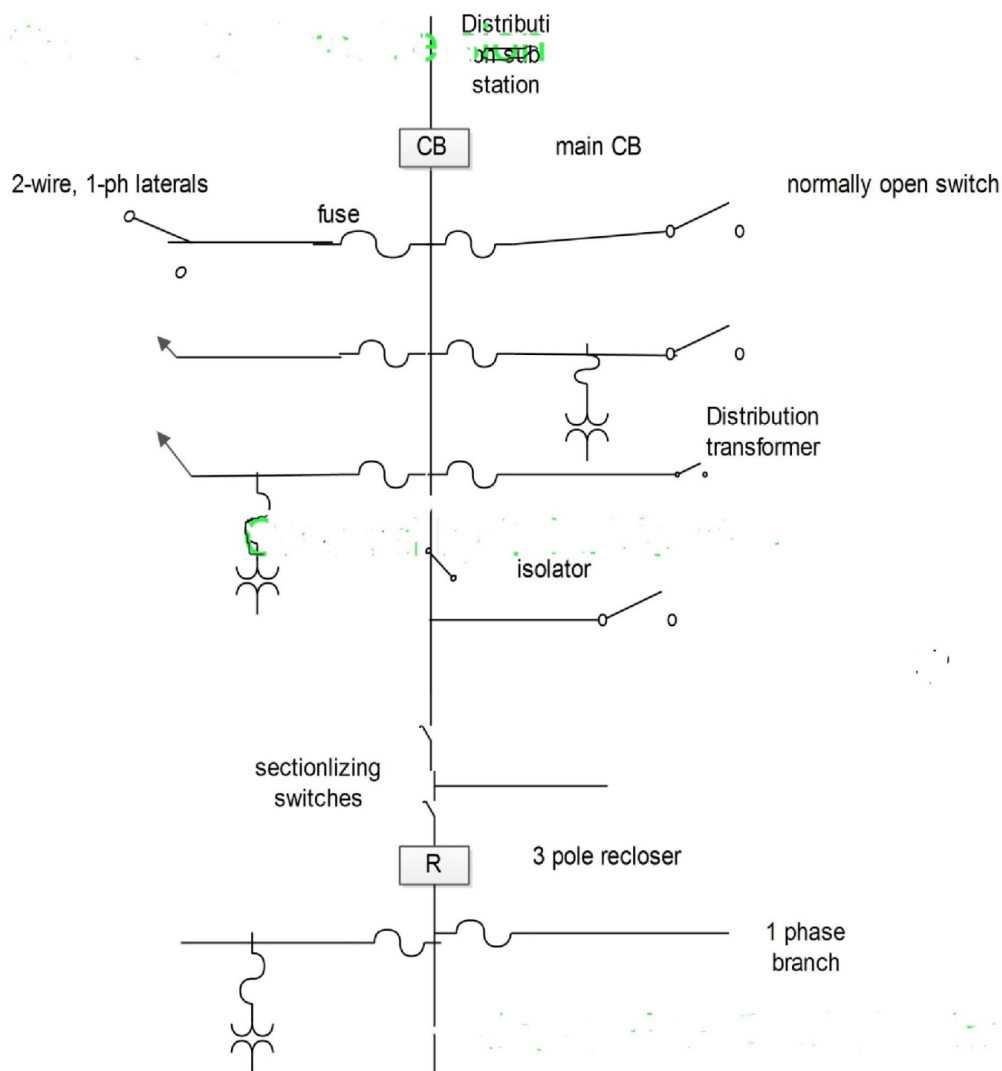 Distributi
on sub
station
CB
main CB
2-wire, 1-ph laterals
normally open switch
fuse
Distribution
transformer
isolator
sectionlizing
switches
R
3 pole recloser
1 phase
branch